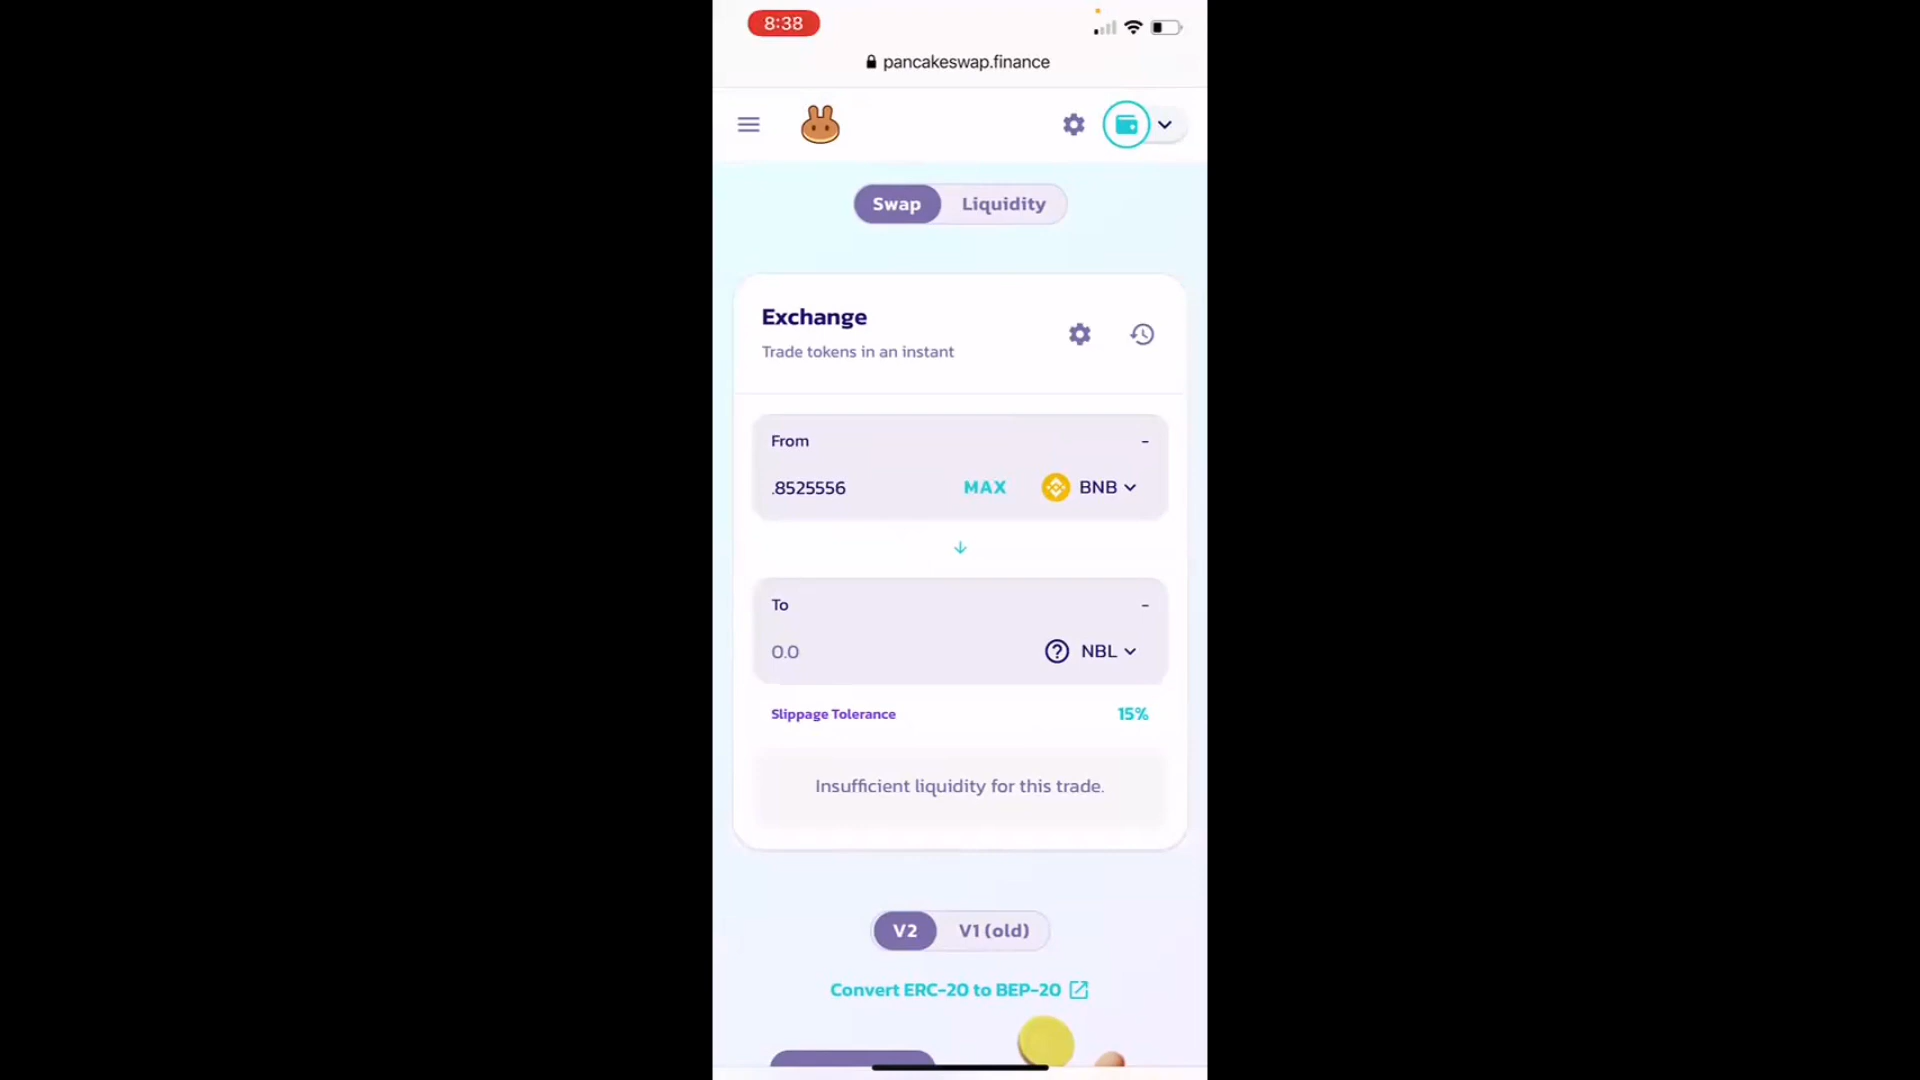 8:38
pancakeswap.finance
Swap Liquidity
Exchange
Trade tokens in an instant
From -
.8525556 MAX BNB
To -
0.0 NBL
Slippage Tolerance 15%
Insufficient liquidity for this trade.
V2 V1 (old)
Convert ERC-20 to BEP-20